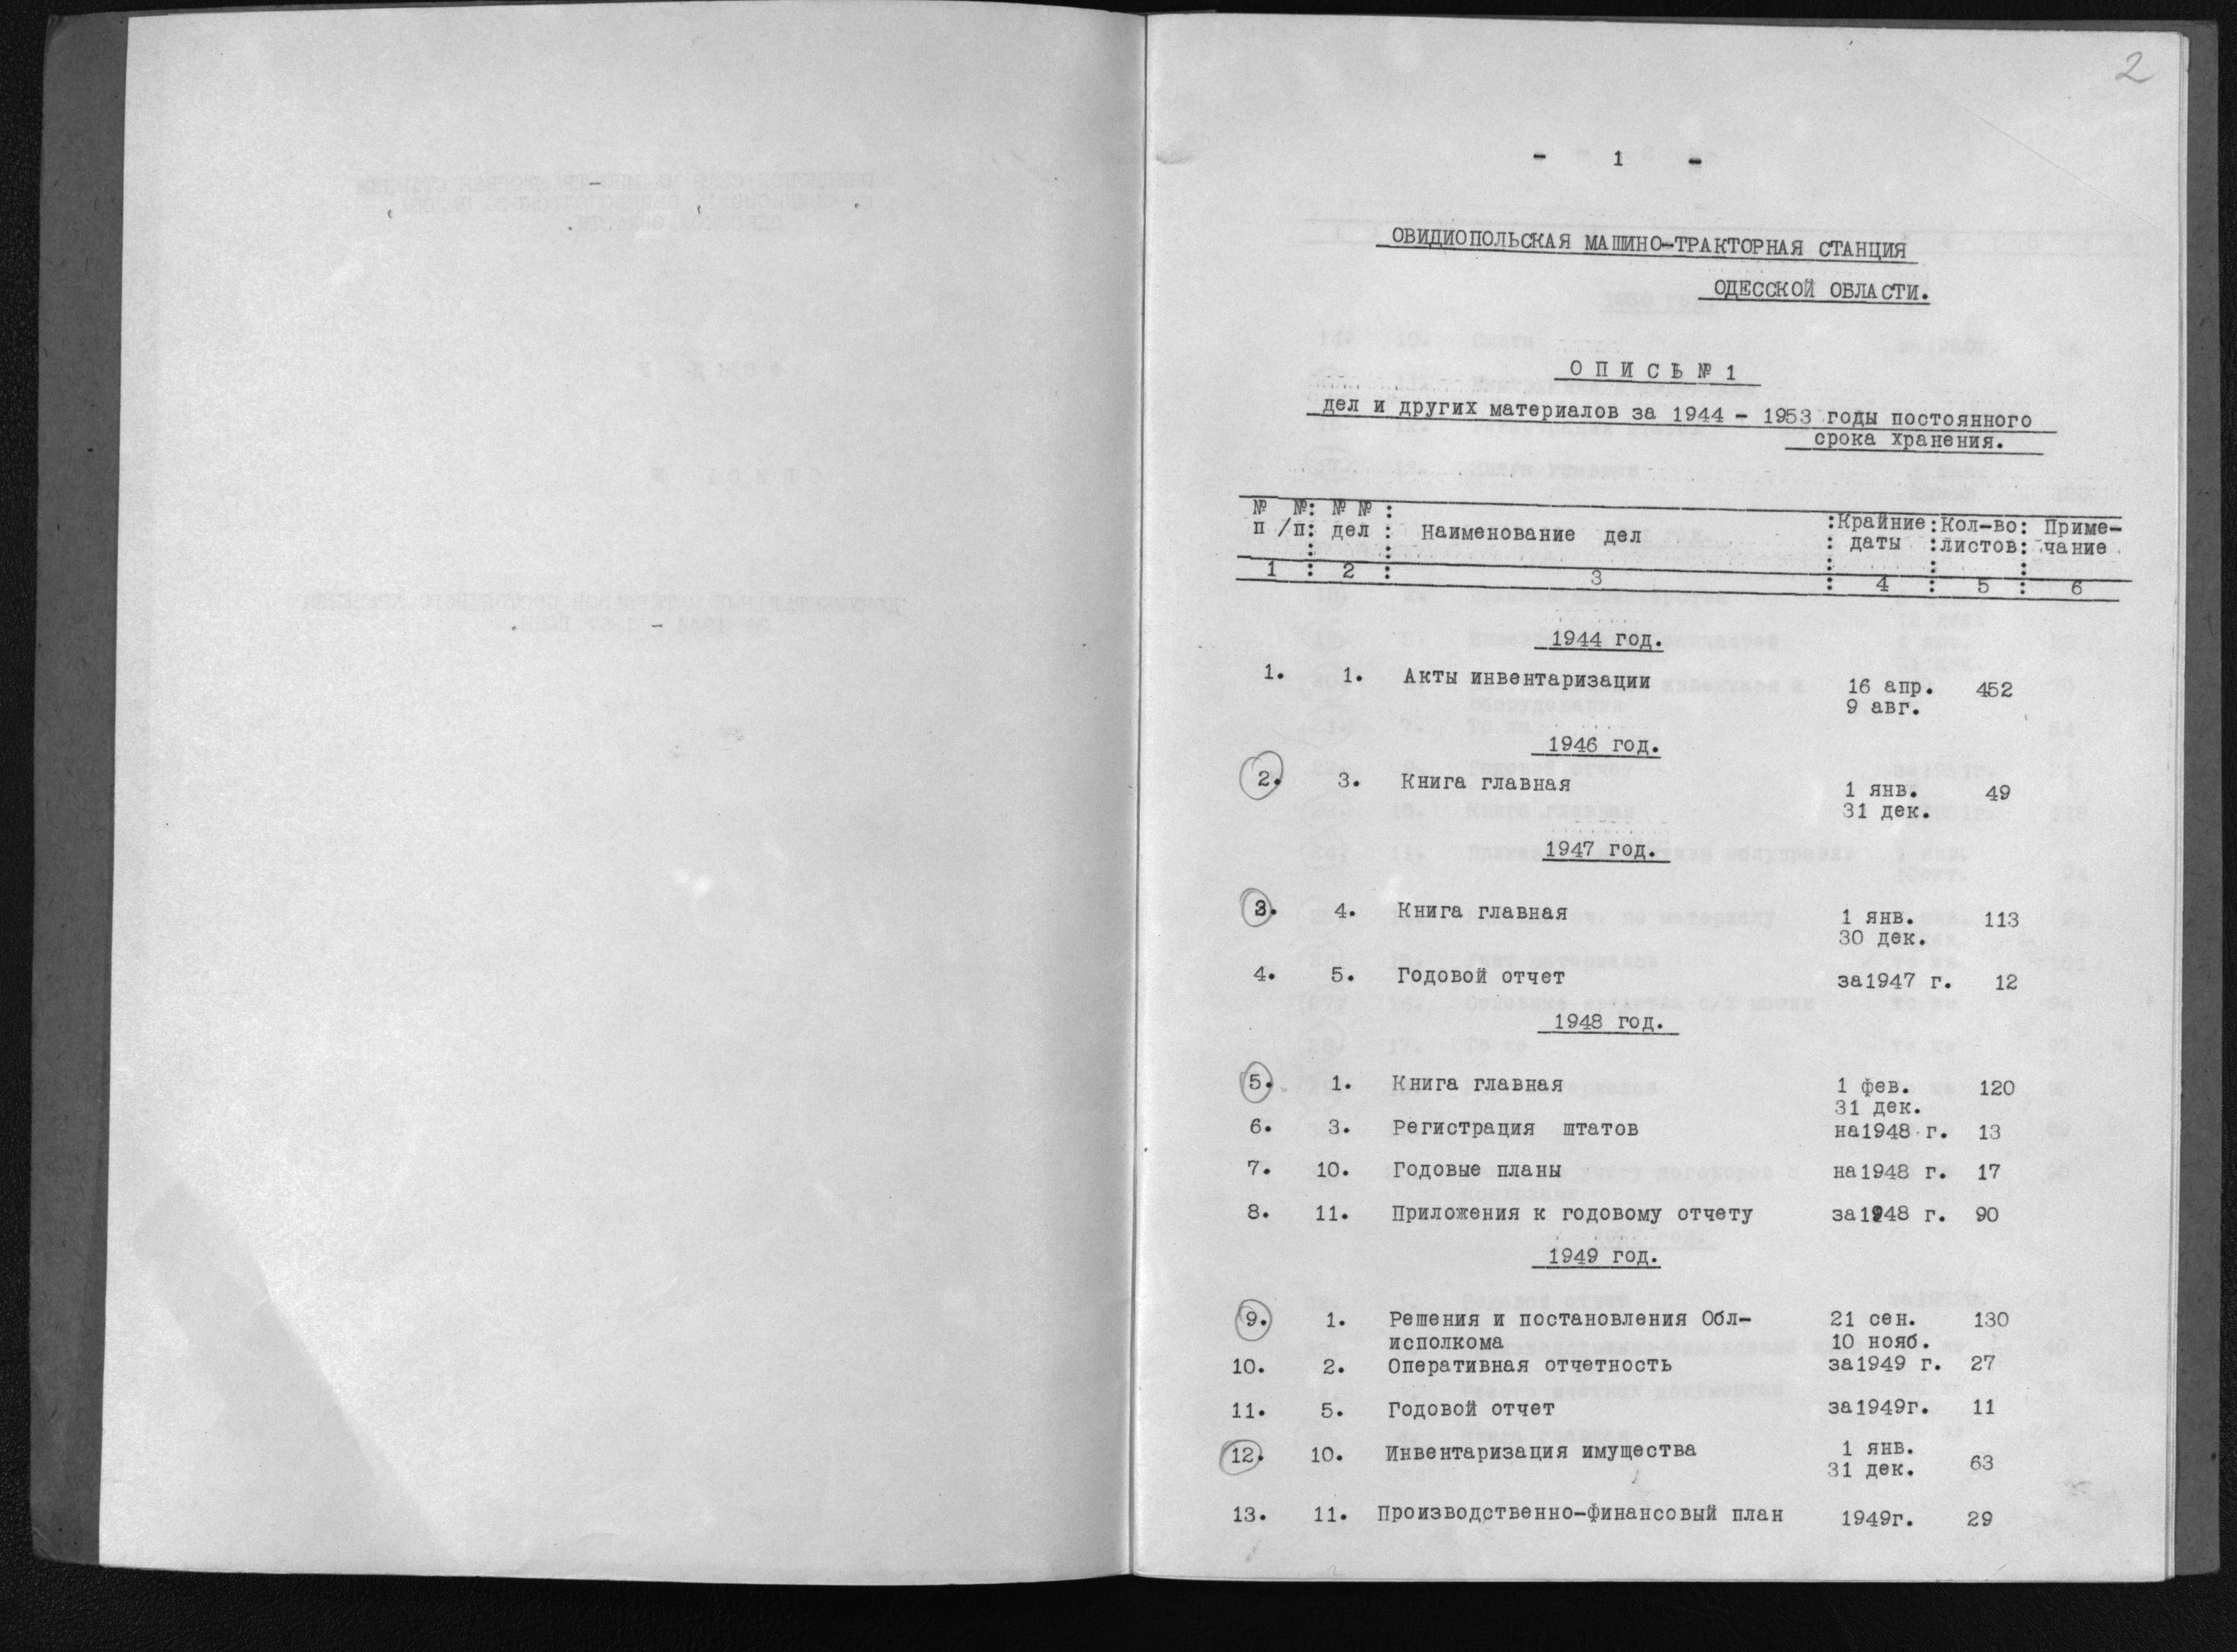 2
- 1 -
ОВИДИОПОЛЬСКАЯ МАШИНО-ТРАКТОРНАЯ СТАНЦИЯ
ОДЕССКОЙ ОБЛАСТИ.
О П И С Ь № 1
дел и других материалов за 1944 - 1953 годы постоянного
срока хранения.
№ №: № № : :Крайние:Кол-во: Приме-
п /п: дел : Наименование дел : даты :листов: чание
1 : 2 : 3 : 4 : 5 : 6
1944 год.
1. 1. Акты инвентаризации 16 апр. 452
9 авг.
1946 год.
2. 3. Книга главная 1 янв. 49
31 дек.
1947 год.
3. 4. Книга главная 1 янв. 113
30 дек.
4. 5. Годовой отчет за1947 г. 12
1948 год.
5. 1. Книга главная 1 фев. 120
31 дек.
6. 3. Регистрация штатов на1948 г. 13
7. 10. Годовые планы на1948 г. 17
8. 11. Приложения к годовому отчету за1948 г. 90
1949 год.
9. 1. Решения и постановления Обл- 21 сен. 130
исполкома 10 нояб.
10. 2. Оперативная отчетность за1949 г. 27
11. 5. Годовой отчет за1949г. 11
12. 10. Инвентаризация имущества 1 янв. 63
31 дек.
13. 11. Производственно-финансовый план 1949г. 29